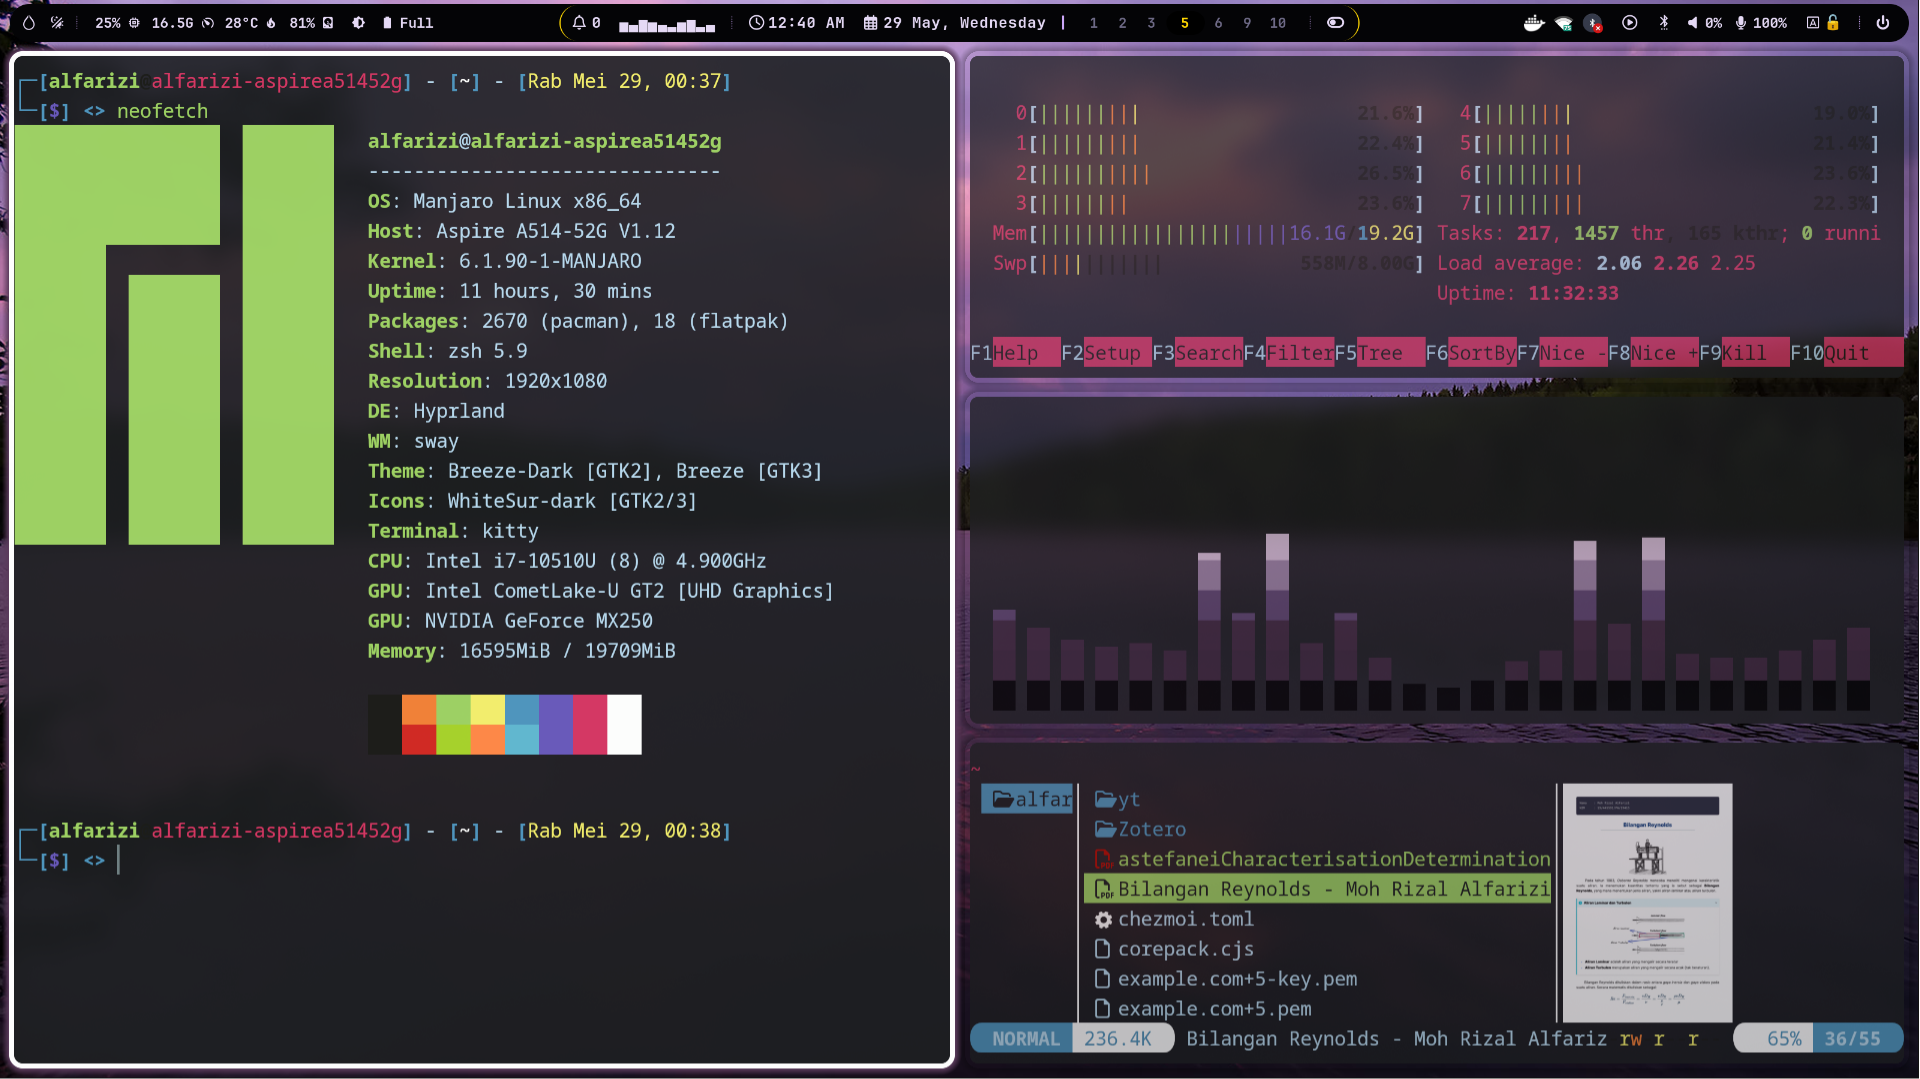 25% 16.5G 28°C 81% Full 0 12:40 AM 29 May, Wednesday | 1 2 3 5 6 9 10 0% 100% A
[alfarizi@alfarizi-aspirea51452g] - [~] - [Rab Mei 29, 00:37]
[$] <> neofetch
alfarizi@alfarizi-aspirea51452g
-------------------------------
OS: Manjaro Linux x86_64
Host: Aspire A514-52G V1.12
Kernel: 6.1.90-1-MANJARO
Uptime: 11 hours, 30 mins
Packages: 2670 (pacman), 18 (flatpak)
Shell: zsh 5.9
Resolution: 1920x1080
DE: Hyprland
WM: sway
Theme: Breeze-Dark [GTK2], Breeze [GTK3]
Icons: WhiteSur-dark [GTK2/3]
Terminal: kitty
CPU: Intel i7-10510U (8) @ 4.900GHz
GPU: Intel CometLake-U GT2 [UHD Graphics]
GPU: NVIDIA GeForce MX250
Memory: 16595MiB / 19709MiB
[alfarizi alfarizi-aspirea51452g] - [~] - [Rab Mei 29, 00:38]
[$] <>
0[||||||||| 21.6%] 4[|||||||| 19.0%]
1[||||||||| 22.4%] 5[|||||||| 21.4%]
2[|||||||||| 26.5%] 6[||||||||| 23.6%]
3[|||||||| 23.6%] 7[||||||||| 22.3%]
Mem[||||||||||||||||||||||16.1G/19.2G] Tasks: 217, 1457 thr, 165 kthr; 0 runni
Swp[||||||||||| 558M/8.00G] Load average: 2.06 2.26 2.25
Uptime: 11:32:33
F1Help F2Setup F3SearchF4FilterF5Tree F6SortByF7Nice -F8Nice +F9Kill F10Quit
~
alfar
yt
Zotero
astefaneiCharacterisationDetermination
Bilangan Reynolds - Moh Rizal Alfarizi
chezmoi.toml
corepack.cjs
example.com+5-key.pem
example.com+5.pem
Bilangan Reynolds
NORMAL 236.4K Bilangan Reynolds - Moh Rizal Alfariz rw r r 65% 36/55